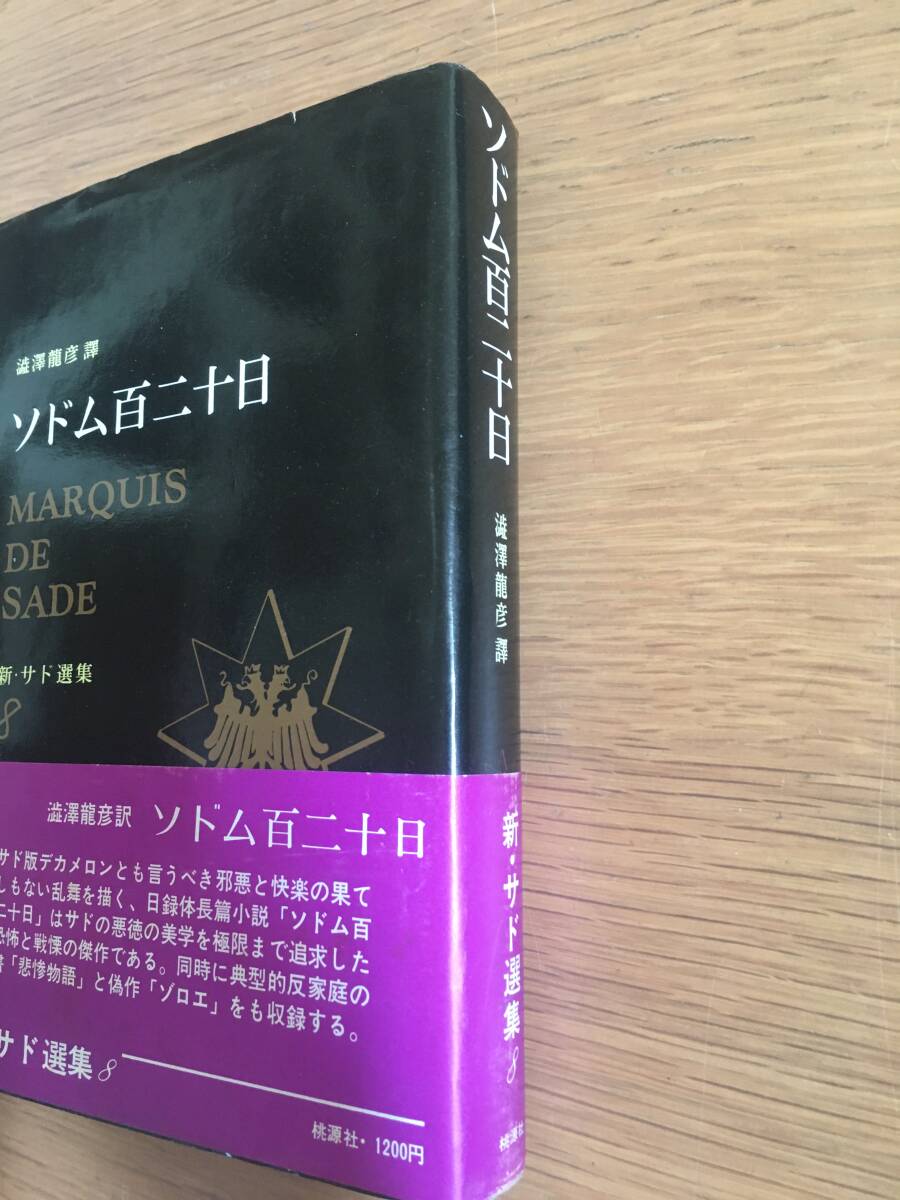 澁澤龍彦譯
ソドム百二十日
MARQUIS
DE
SADE
新・サド選集
8
澁澤龍彦訳 ソドム百二十日
サド版デカメロンとも言うべき邪悪と快楽の果て
しもない乱舞を描く、日録体長篇小説「ソドム百
二十日」はサドの悪徳の美学を極限まで追求した
恐怖と戦慄の傑作である。同時に典型的反家庭の
書「悲惨物語」と偽作「ゾロエ」をも収録する。
サド選集 8
桃源社・1200円
ソドム百二十日
澁澤龍彦譯
新・サド選集 8
桃源社